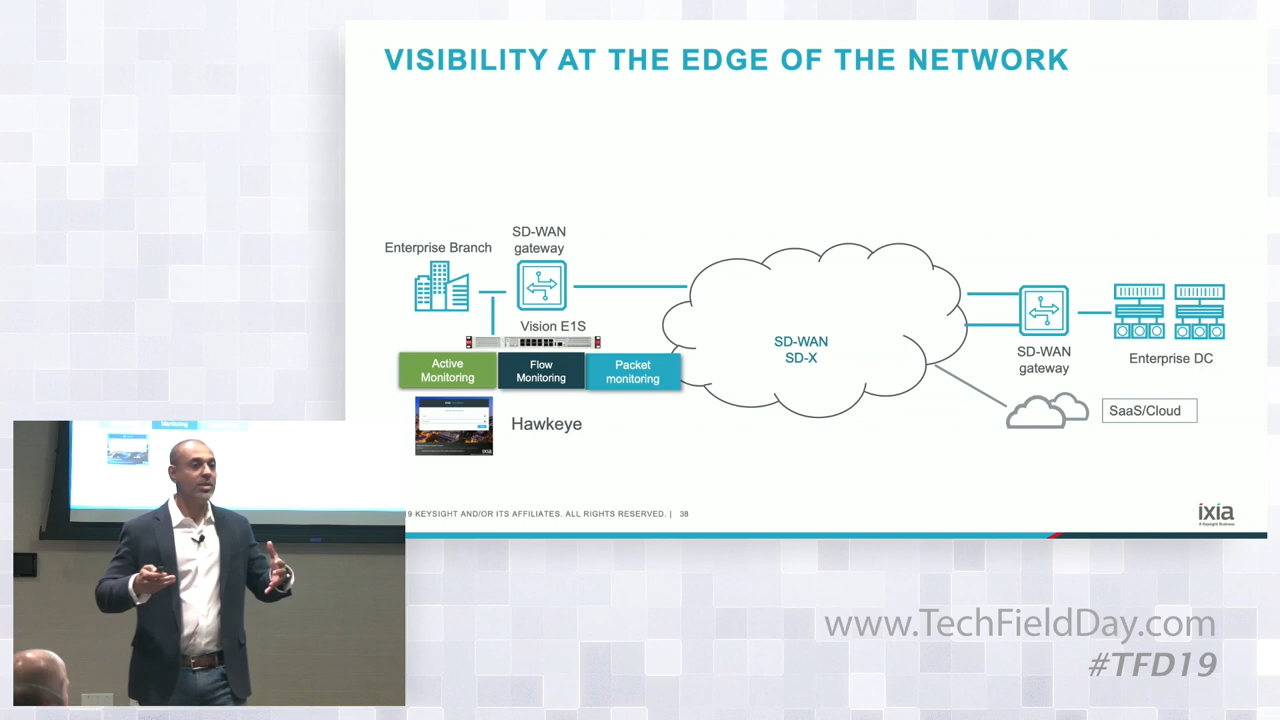 VISIBILITY AT THE EDGE OF THE NETWORK
Enterprise Branch
SD-WAN
gateway
Vision E1S
Active
Monitoring
Flow
Monitoring
Packet
monitoring
Hawkeye
SD-WAN
SD-X
SD-WAN
gateway
Enterprise DC
SaaS/Cloud
9 KEYSIGHT AND/OR ITS AFFILIATES. ALL RIGHTS RESERVED. | 38
ixia
A Keysight Business
www.TechFieldDay.com
#TFD19